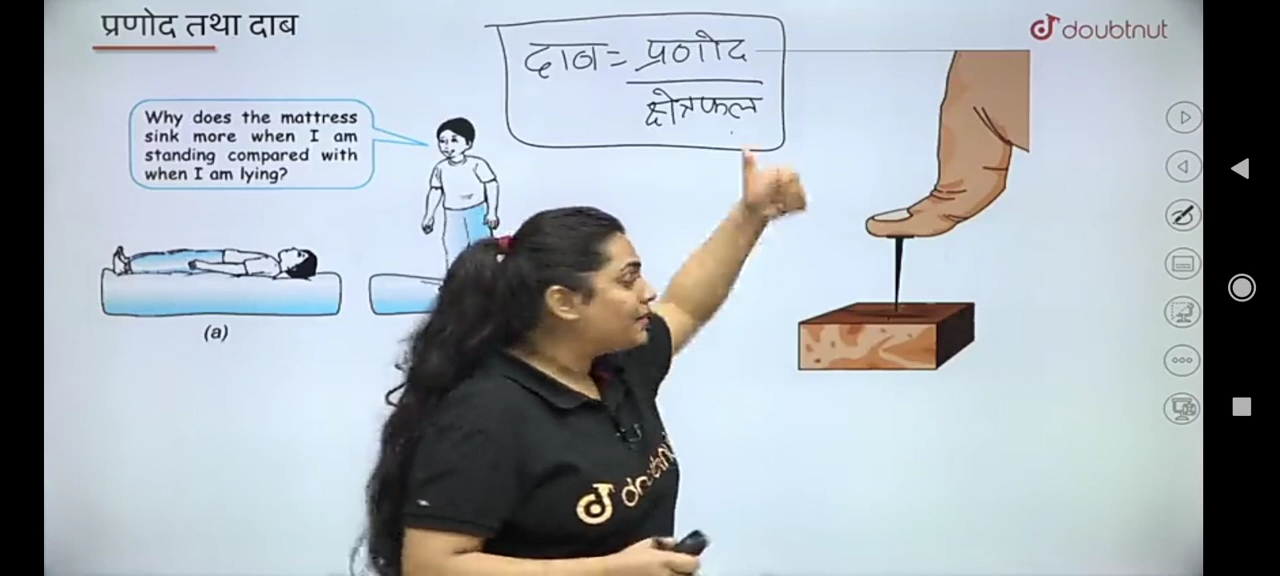 प्रणोद तथा दाब
दाब = प्रणोद
क्षेत्रफल
doubtnut
Why does the mattress
sink more when I am
standing compared with
when I am lying?
(a)
doubtnut